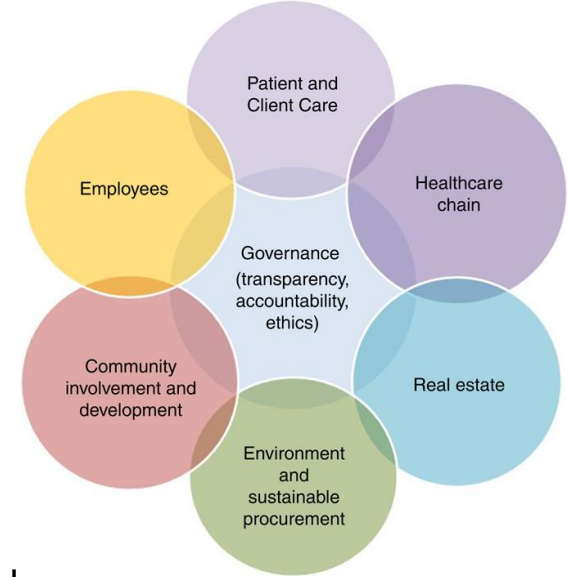 Patient and
Client Care
Employees
Healthcare
chain
Governance
(transparency,
accountability,
ethics)
Community
involvement and
development
Real estate
Environment
and
sustainable
procurement